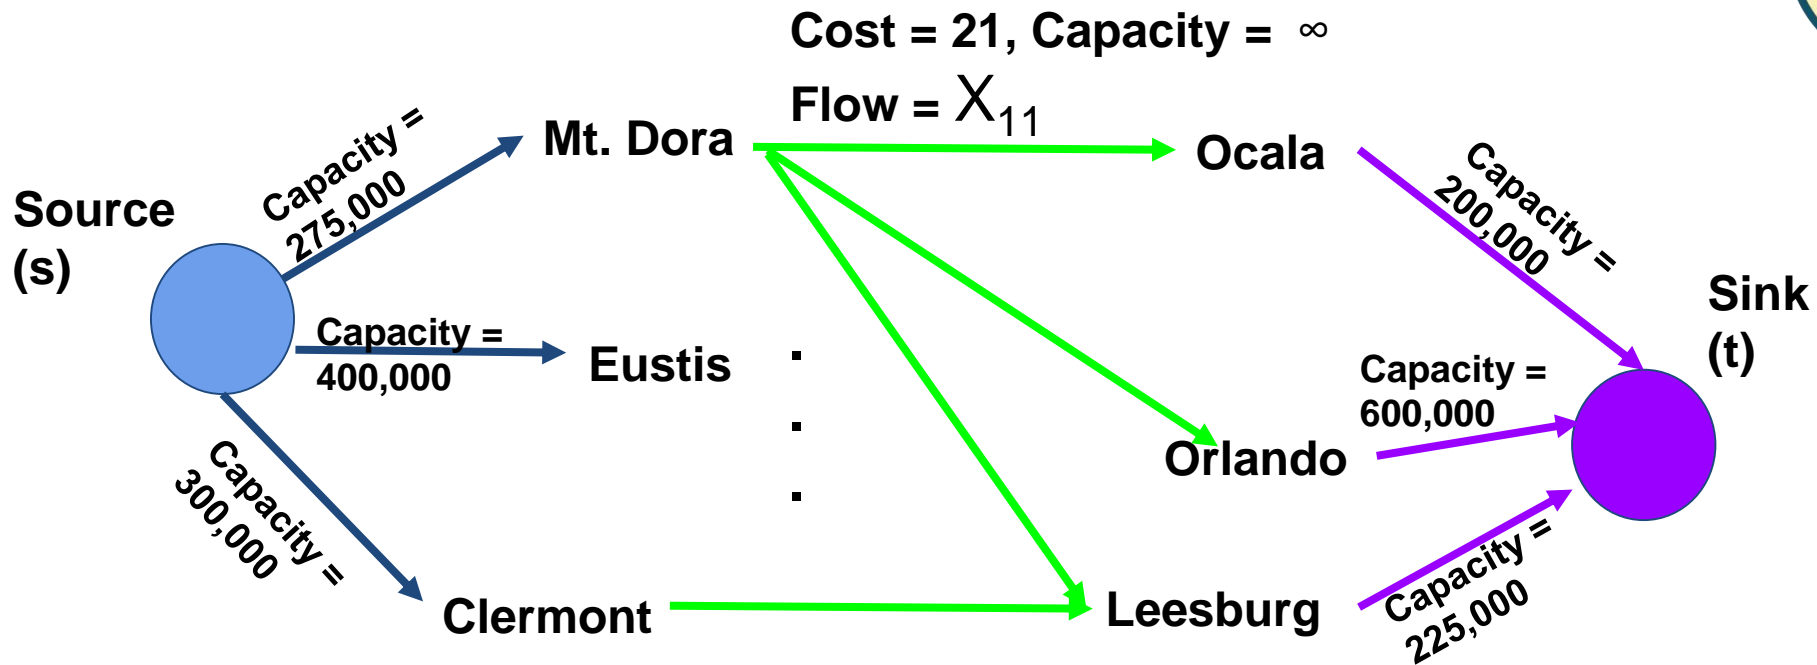 Cost = 21, Capacity = ∞
Flow = X₁₁
Capacity =
275,000
Mt. Dora
Ocala
Capacity =
200,000
Source
(s)
Sink
(t)
Capacity =
400,000
Eustis
Capacity =
600,000
Orlando
Capacity =
300,000
Clermont
Leesburg
Capacity =
225,000